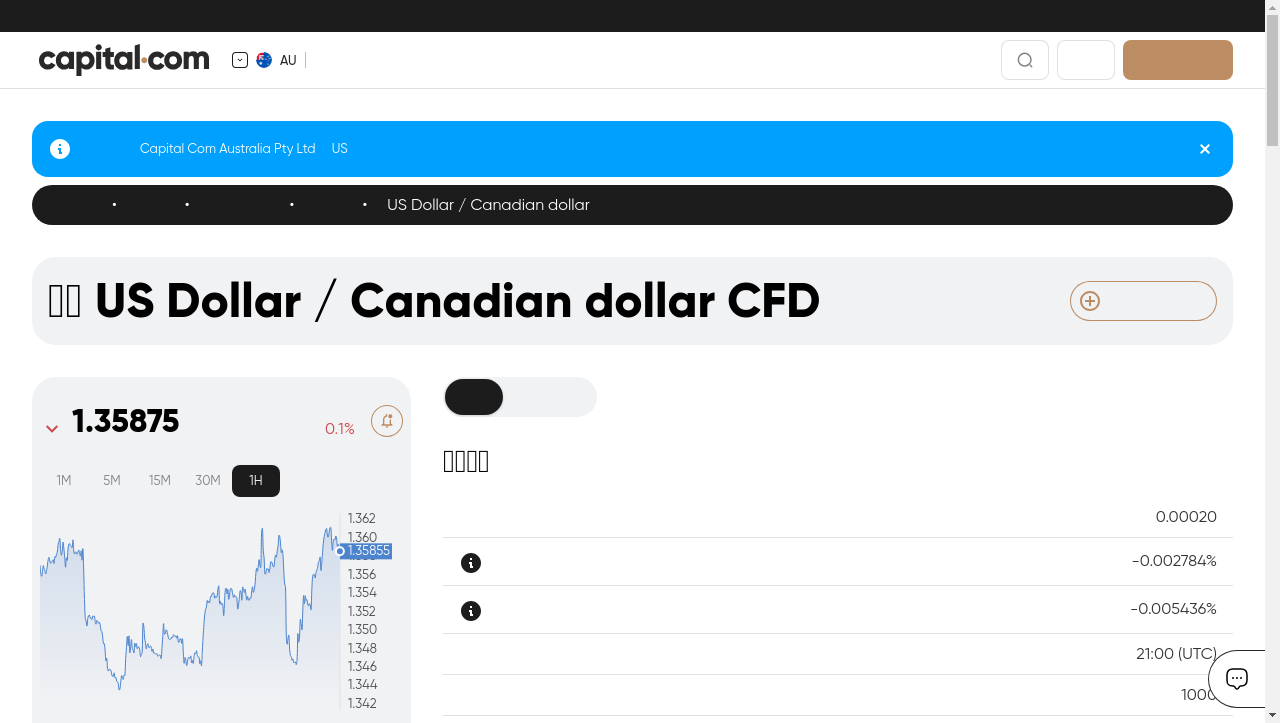 capital.com
AU
Capital Com Australia Pty Ltd US
US Dollar / Canadian dollar
US Dollar / Canadian dollar CFD
1.35875
0.1%
1M 5M 15M 30M 1H
1.362
1.360
1.35855
1.356
1.354
1.352
1.350
1.348
1.346
1.344
1.342
0.00020
-0.002784%
-0.005436%
21:00 (UTC)
1000